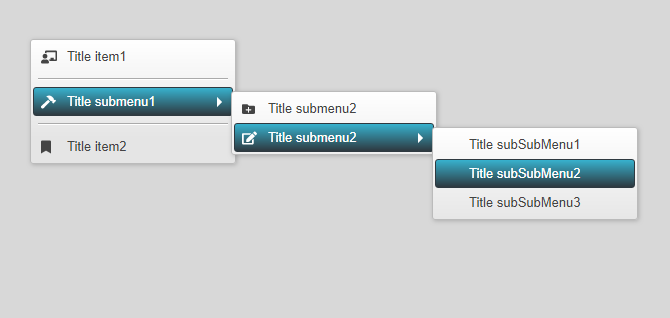 Title item1
Title submenu1
Title item2
Title submenu2
Title submenu2
Title subSubMenu1
Title subSubMenu2
Title subSubMenu3